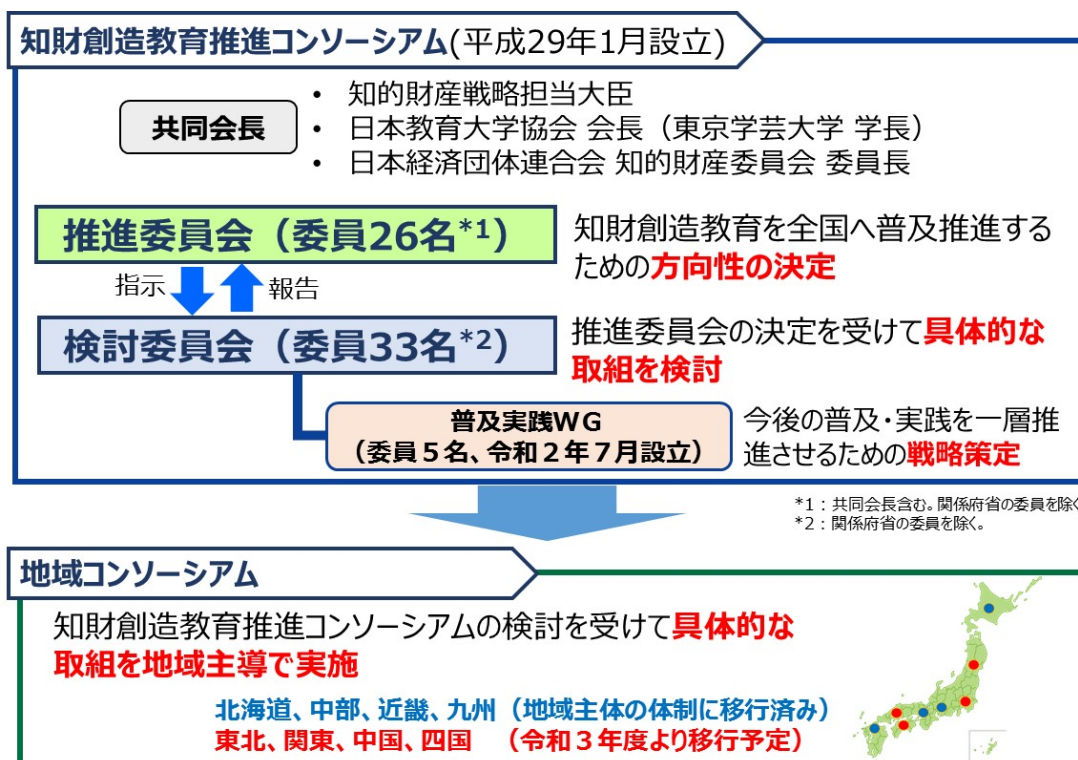 知財創造教育推進コンソーシアム(平成29年1月設立)
共同会長
• 知的財産戦略担当大臣
• 日本教育大学協会 会長（東京学芸大学 学長）
• 日本経済団体連合会 知的財産委員会 委員長
推進委員会（委員26名*1）
知財創造教育を全国へ普及推進する
ための方向性の決定
指示
報告
検討委員会（委員33名*2）
推進委員会の決定を受けて具体的な
取組を検討
普及実践WG
（委員５名、令和２年７月設立）
今後の普及・実践を一層推
進させるための戦略策定
*1：共同会長含む。関係府省の委員を除く
*2：関係府省の委員を除く。
地域コンソーシアム
知財創造教育推進コンソーシアムの検討を受けて具体的な
取組を地域主導で実施
北海道、中部、近畿、九州（地域主体の体制に移行済み）
東北、関東、中国、四国　（令和３年度より移行予定）